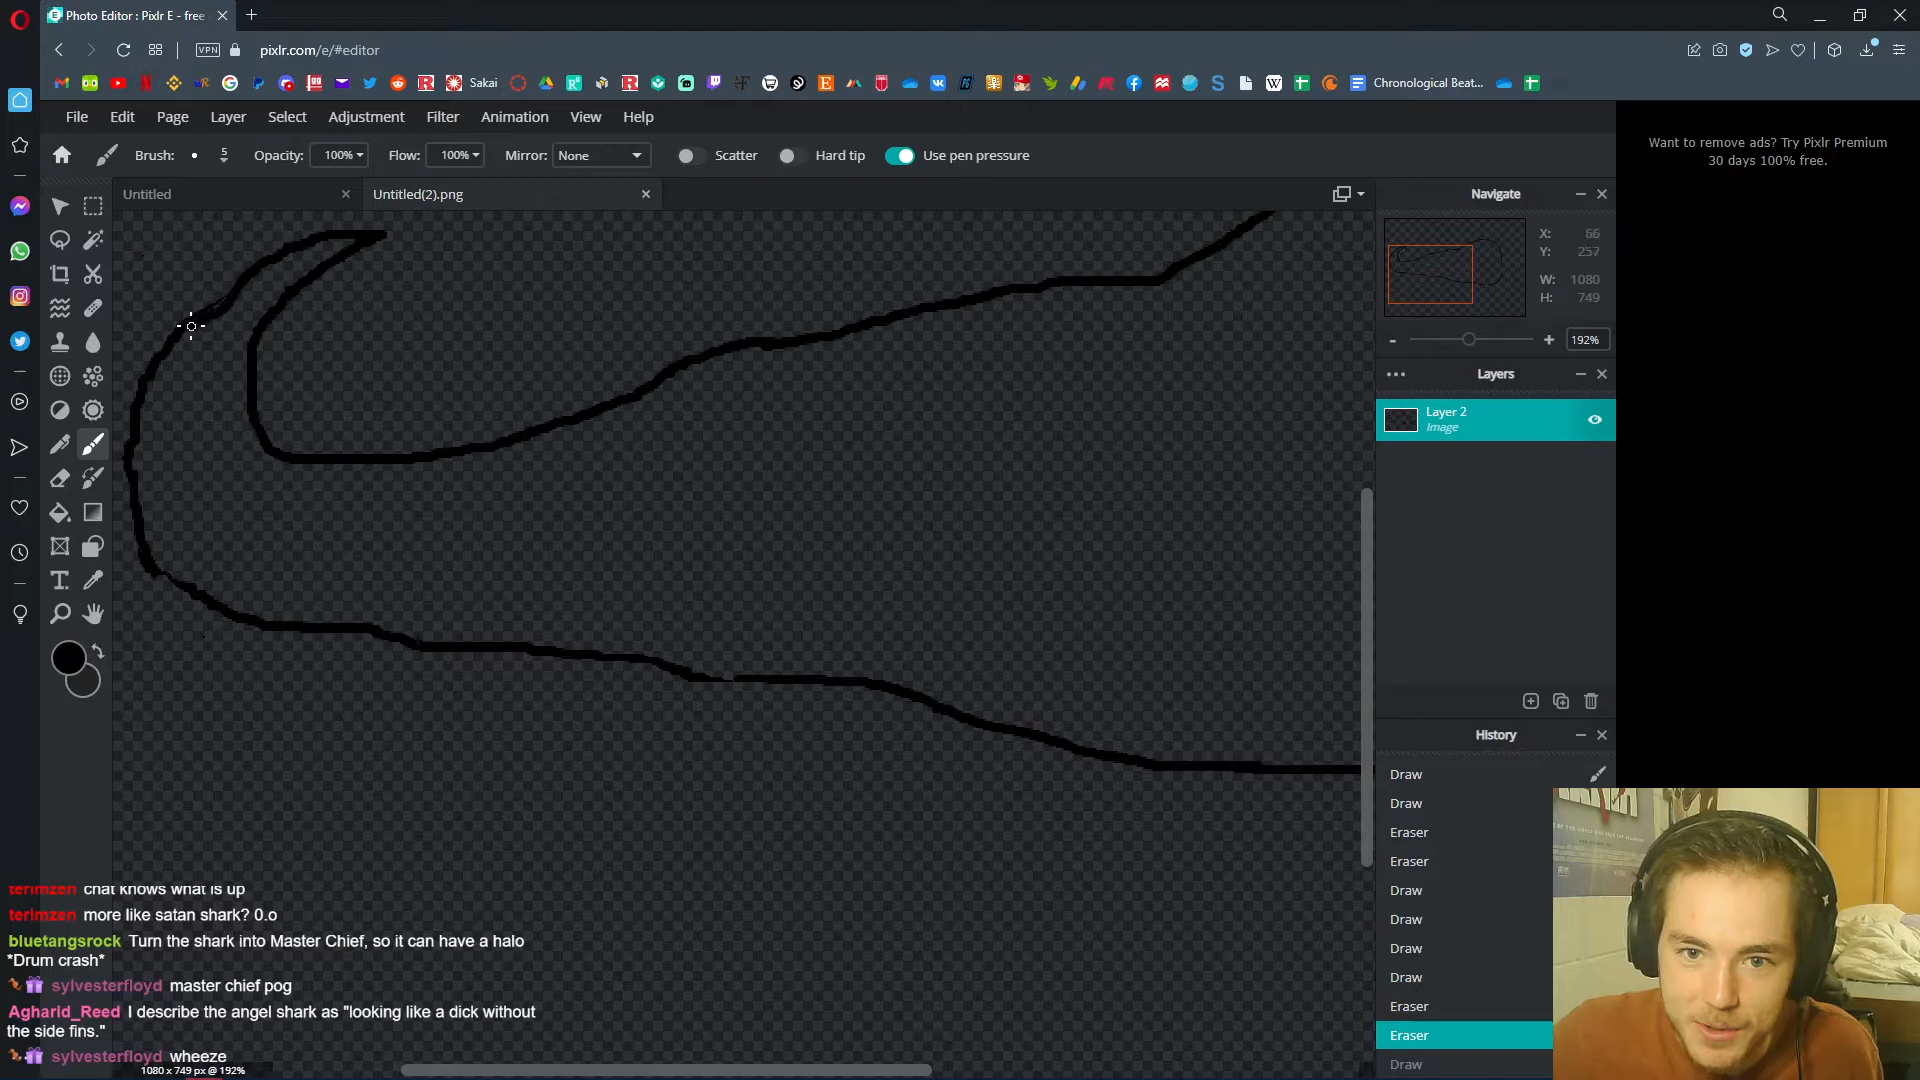 Photo Editor : Pixlr E - free
VPN pixlr.com/e/#editor
Sakai Chronological Beat...
File Edit Page Layer Select Adjustment Filter Animation View Help
Brush: 5 Opacity: 100% Flow: 100% Mirror: None Scatter Hard tip Use pen pressure
Want to remove ads? Try Pixlr Premium
30 days 100% free.
Untitled Untitled(2).png
Navigate
X: 56
Y: 257
W: 1080
H: 749
192%
Layers
Layer 2
Image
History
Draw
Draw
Eraser
Eraser
Draw
Draw
Draw
Draw
Eraser
Eraser
Draw
terimzen chat knows what is up
terimzen more like satan shark? 0.o
bluetangsrock Turn the shark into Master Chief, so it can have a halo
*Drum crash*
sylvesterfloyd master chief pog
Agharid_Reed I describe the angel shark as "looking like a dick without
the side fins."
sylvesterfloyd wheeze
1080 x 749 px @ 192%